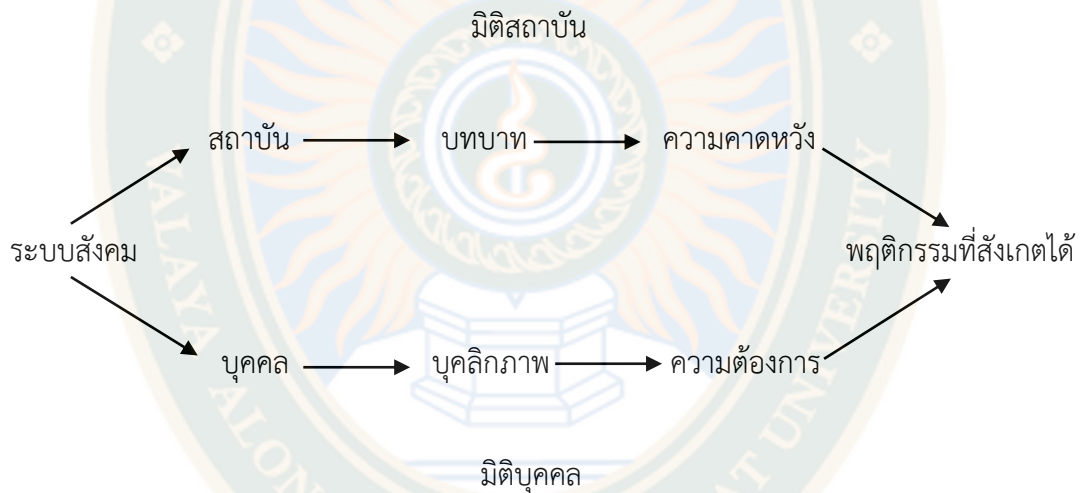 มิติสถาบัน
สถาบัน บทบาท ความคาดหวัง
ระบบสังคม พฤติกรรมที่สังเกตได้
บุคคล บุคลิกภาพ ความต้องการ
มิติบุคคล
VALAYA ALON
AT UNIVERSITY